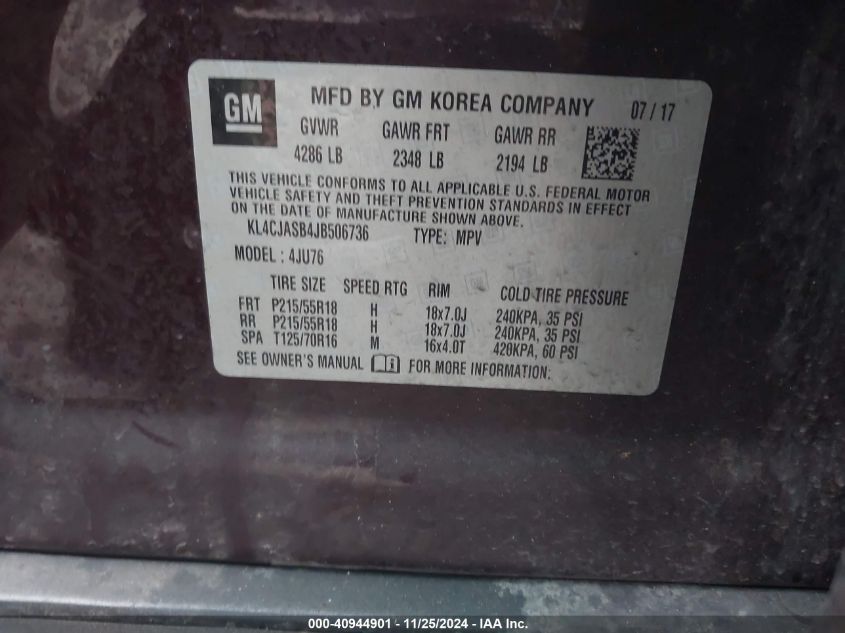 GM MFD BY GM KOREA COMPANY 07 / 17
GVWR GAWR FRT GAWR RR
4286 LB 2348 LB 2194 LB
THIS VEHICLE CONFORMS TO ALL APPLICABLE U.S. FEDERAL MOTOR
VEHICLE SAFETY AND THEFT PREVENTION STANDARDS IN EFFECT
ON THE DATE OF MANUFACTURE SHOWN ABOVE.
KL4CJASB4JB506736 TYPE: MPV
MODEL : 4JU76
TIRE SIZE SPEED RTG RIM COLD TIRE PRESSURE
FRT P215/55R18 H 18x7.0J 240KPA, 35 PSI
RR P215/55R18 H 18x7.0J 240KPA, 35 PSI
SPA T125/70R16 M 16x4.0T 420KPA, 60 PSI
SEE OWNER'S MANUAL i FOR MORE INFORMATION:
000-40944901 - 11/25/2024 - IAA Inc.